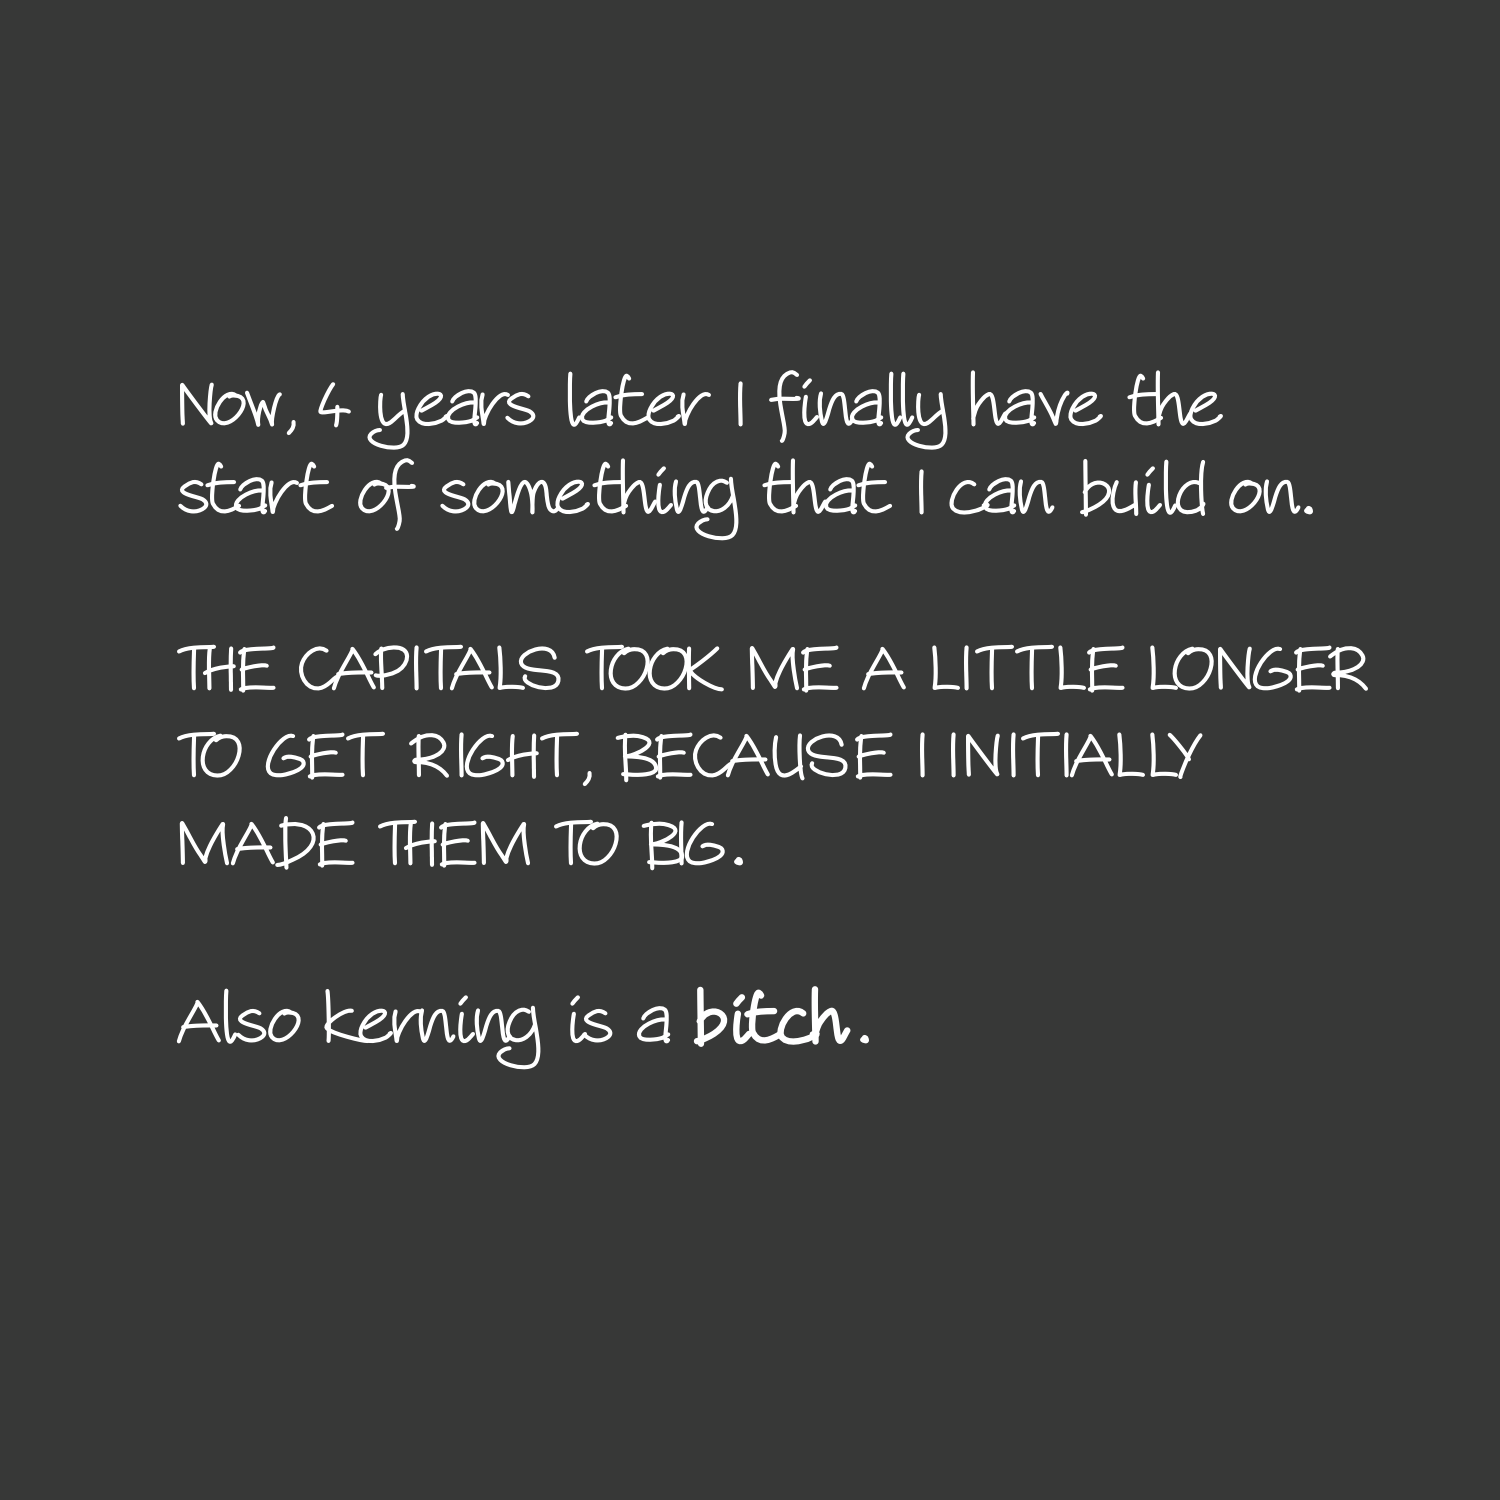 Now, 4 years later I finally have the
start of something that I can build on.
THE CAPITALS TOOK ME A LITTLE LONGER
TO GET RIGHT, BECAUSE I INITIALLY
MADE THEM TO BIG.
Also kerning is a bitch.